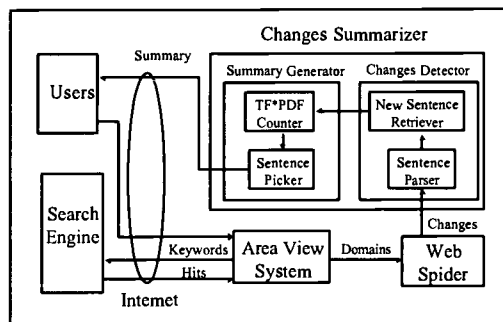 Changes Summarizer
Summary
Summary Generator
Changes Detector
Users
TF*PDF
Counter
New Sentence
Retriever
Sentence
Picker
Sentence
Parser
Search
Engine
Changes
Keywords
Area View
System
Domains
Web
Spider
Hits
Internet